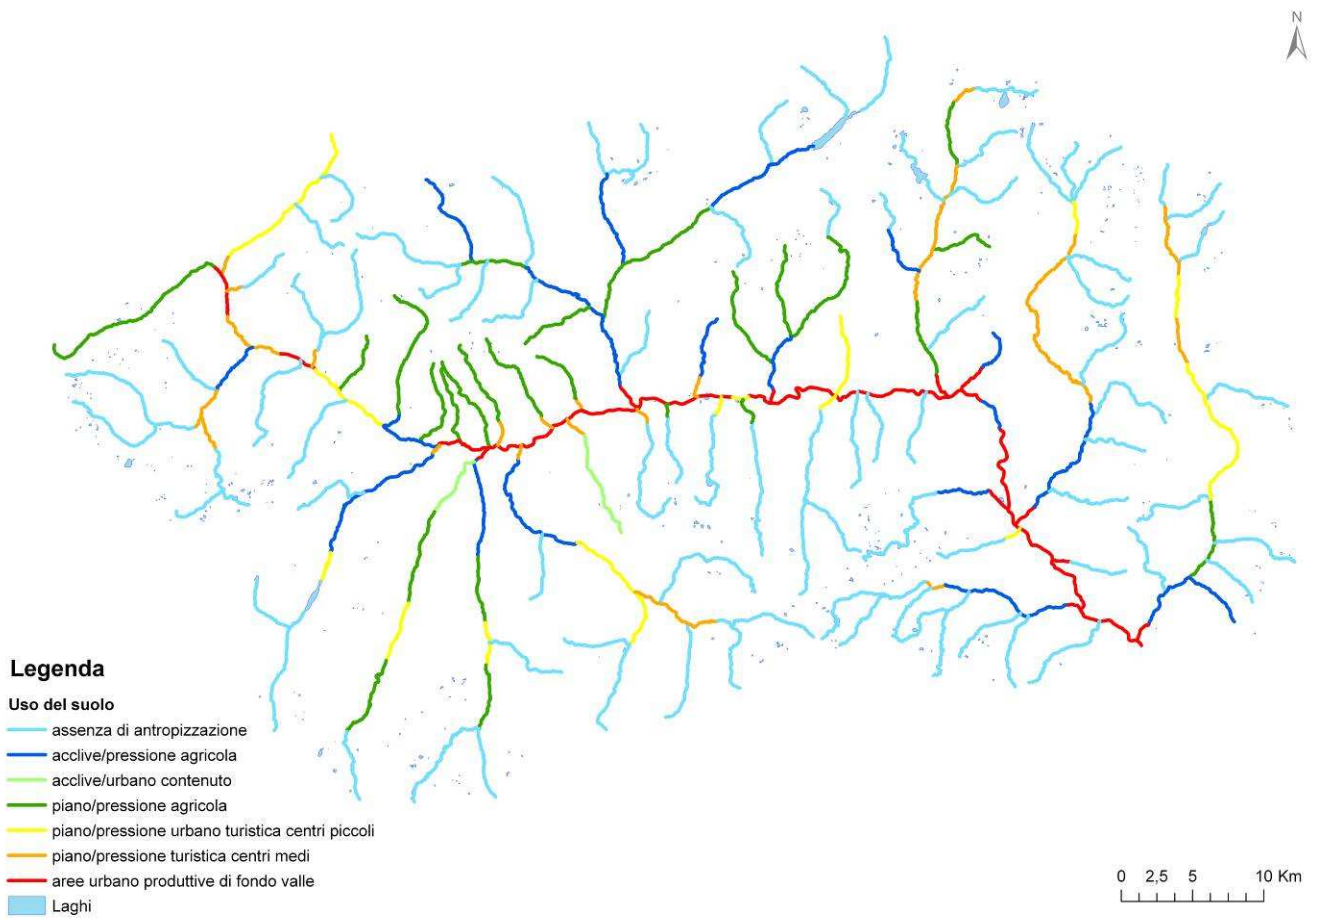 N
Legenda
Uso del suolo
assenza di antropizzazione
acclive/pressione agricola
acclive/urbano contenuto
piano/pressione agricola
piano/pressione urbano turistica centri piccoli
piano/pressione turistica centri medi
aree urbano produttive di fondo valle
Laghi
0 2,5 5 10 Km